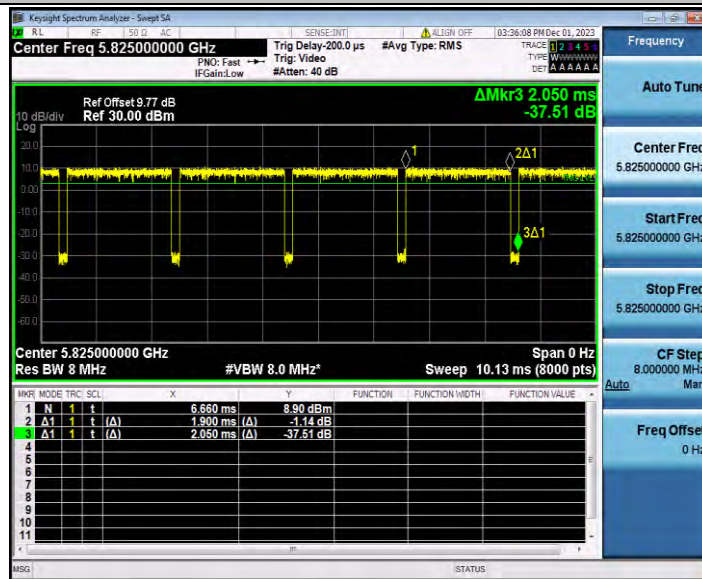 Keysight Spectrum Analyzer - Swept SA
RL RF 50 Ω AC SENSE:INT ALIGN OFF 03:36:08 PM Dec 01, 2023
Center Freq 5.825000000 GHz
PNO: Fast
IFGain:Low
Trig Delay-200.0 µs
Trig: Video
#Atten: 40 dB
#Avg Type: RMS
TRACE 1 2 3 4 5 6
TYPE WWWWWW
DET A A A A A A
ΔMkr3 2.050 ms
-37.51 dB
Ref Offset 9.77 dB
10 dB/div Ref 30.00 dBm
Log
20.0
10.0
0.00
-10.0
-20.0
-30.0
-40.0
-50.0
-60.0
1
2Δ1
3Δ1
Center 5.825000000 GHz Span 0 Hz
Res BW 8 MHz #VBW 8.0 MHz* Sweep 10.13 ms (8000 pts)
MKR MODE TRC SCL X Y FUNCTION FUNCTION WIDTH FUNCTION VALUE
1 N 1 t 6.660 ms 8.90 dBm
2 Δ1 1 t (Δ) 1.900 ms (Δ) -1.14 dB
3 Δ1 1 t (Δ) 2.050 ms (Δ) -37.51 dB
4
5
6
7
8
9
10
11
MSG STATUS
Frequency
Auto Tune
Center Freq
5.825000000 GHz
Start Freq
5.825000000 GHz
Stop Freq
5.825000000 GHz
CF Step
8.000000 MHz
Auto Man
Freq Offset
0 Hz